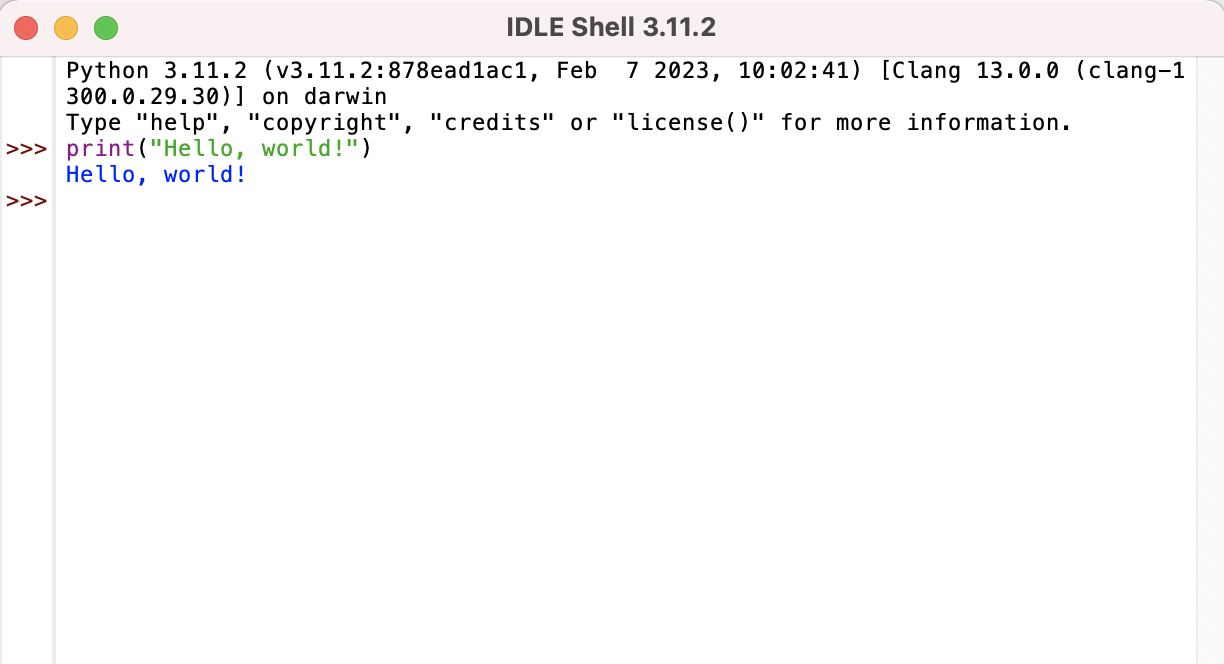 IDLE Shell 3.11.2
Python 3.11.2 (v3.11.2:878ead1ac1, Feb  7 2023, 10:02:41) [Clang 13.0.0 (clang-1
300.0.29.30)] on darwin
Type "help", "copyright", "credits" or "license()" for more information.
>>> print("Hello, world!")
Hello, world!
>>>